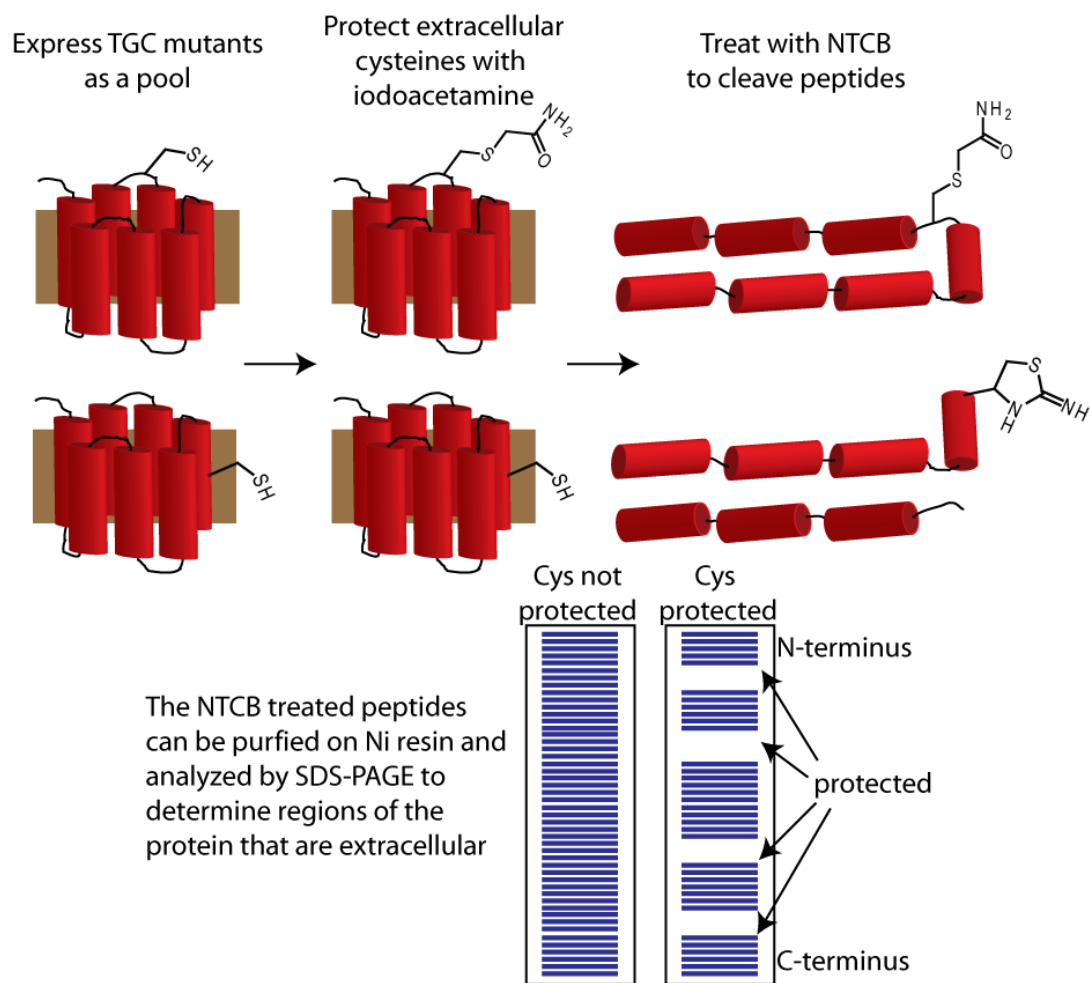 Express TGC mutants
as a pool
Protect extracellular
cysteines with
iodoacetamine
Treat with NTCB
to cleave peptides
SH
S
NH2
O
NH2
O
S
SH
SH
S
N
H
NH
Cys not
protected
Cys
protected
N-terminus
The NTCB treated peptides
can be purfied on Ni resin and
analyzed by SDS-PAGE to
determine regions of the
protein that are extracellular
protected
C-terminus